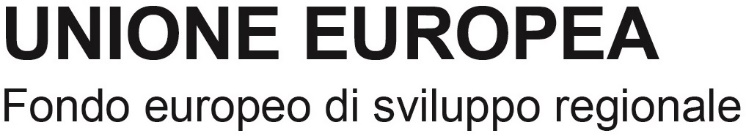 UNIONE EUROPEA
Fondo europeo di sviluppo regionale